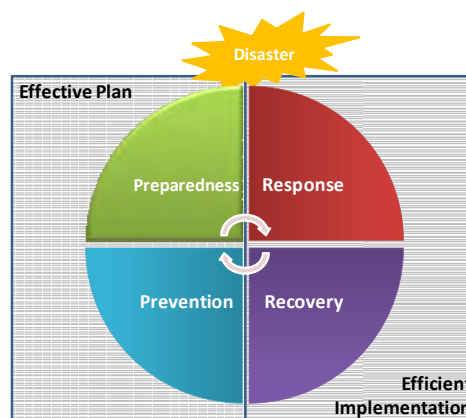 Disaster
Effective Plan
Preparedness
Response
Prevention
Recovery
Efficient
Implementation